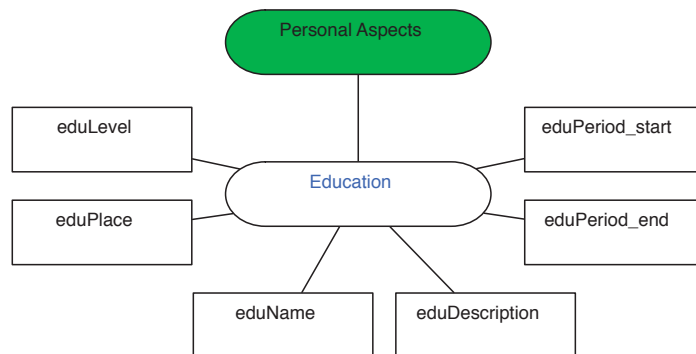 Personal Aspects
eduLevel
eduPeriod_start
Education
eduPlace
eduPeriod_end
eduName
eduDescription